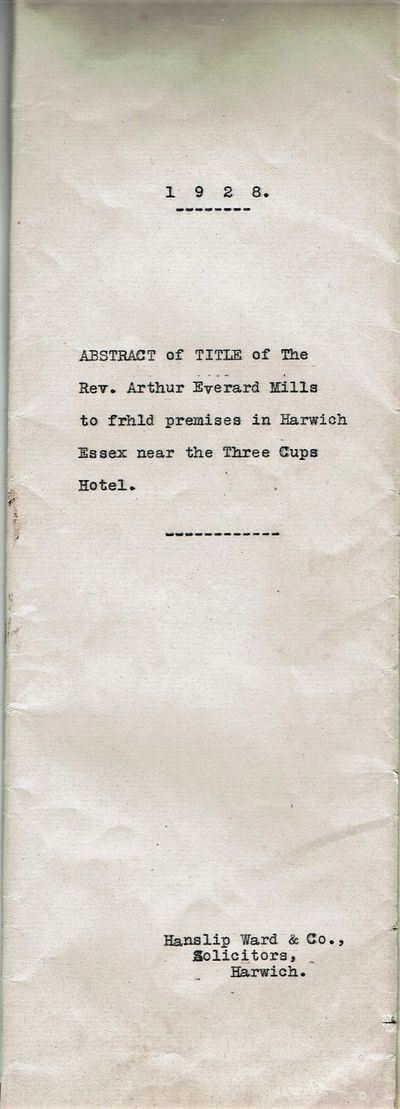 1 9 2 8.
ABSTRACT of TITLE of The
Rev. Arthur Everard Mills
to frhld premises in Harwich
Essex near the Three Cups
Hotel.
Hanslip Ward & Co.,
Solicitors,
Harwich.